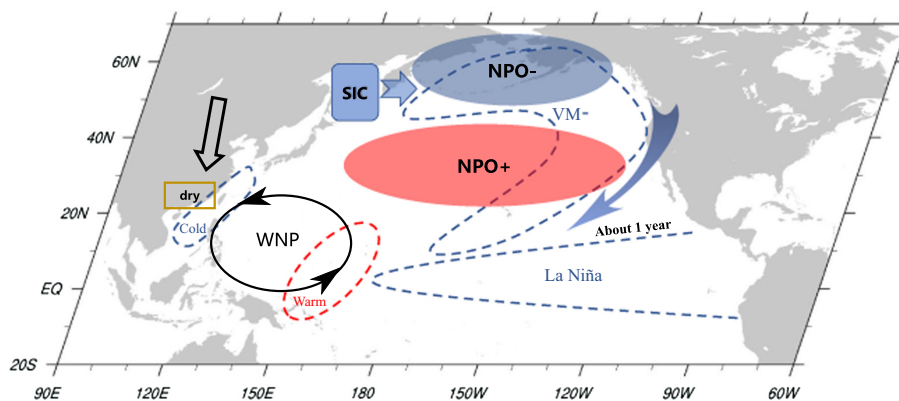 60N
40N
20N
EQ
20S
90E
120E
150E
180
150W
120W
90W
60W
NPO-
SIC
VM-
NPO+
dry
Cold
WNP
Warm
About 1 year
La Niña